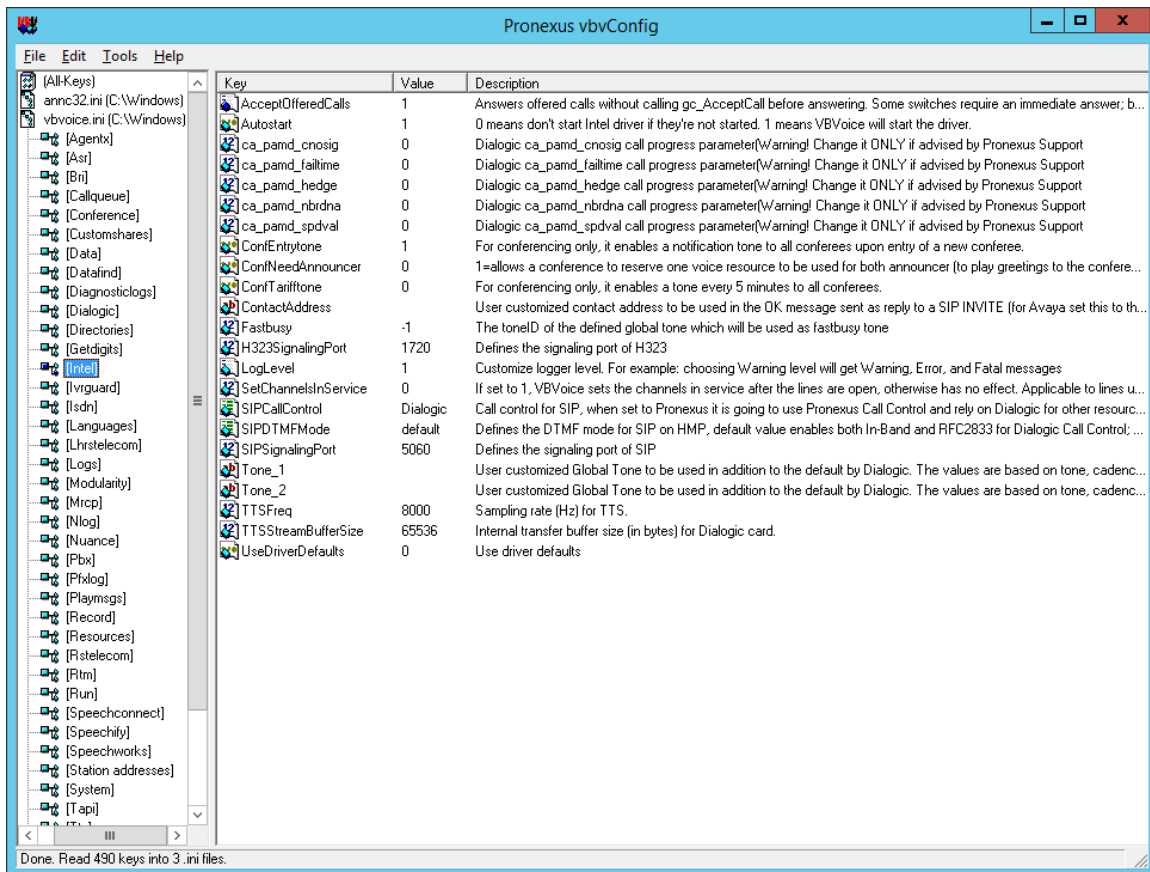 Pronexus vbvConfig
File Edit Tools Help
(All-Keys)
annc32.ini (C:\Windows)
vbvoice.ini (C:\Windows)
[Agentx]
[Asr]
[Bri]
[Callqueue]
[Conference]
[Customshares]
[Data]
[Datafind]
[Diagnosticlogs]
[Dialogic]
[Directories]
[Getdigits]
[Intel]
[Ivrguard]
[Isdn]
[Languages]
[Lhrstelecom]
[Logs]
[Modularity]
[Mrcp]
[Nlog]
[Nuance]
[Pbx]
[Pfxlog]
[Playmsgs]
[Record]
[Resources]
[Rstelecom]
[Rtm]
[Run]
[Speechconnect]
[Speechify]
[Speechworks]
[Station addresses]
[System]
[Tapi]
Key Value Description
AcceptOfferedCalls 1 Answers offered calls without calling gc_AcceptCall before answering. Some switches require an immediate answer; b...
Autostart 1 0 means don't start Intel driver if they're not started. 1 means VBVoice will start the driver.
ca_pamd_cnosig 0 Dialogic ca_pamd_cnosig call progress parameter(Warning! Change it ONLY if advised by Pronexus Support
ca_pamd_failtime 0 Dialogic ca_pamd_failtime call progress parameter(Warning! Change it ONLY if advised by Pronexus Support
ca_pamd_hedge 0 Dialogic ca_pamd_hedge call progress parameter(Warning! Change it ONLY if advised by Pronexus Support
ca_pamd_nbrdna 0 Dialogic ca_pamd_nbrdna call progress parameter(Warning! Change it ONLY if advised by Pronexus Support
ca_pamd_spdval 0 Dialogic ca_pamd_spdval call progress parameter(Warning! Change it ONLY if advised by Pronexus Support
ConfEntrytone 1 For conferencing only, it enables a notification tone to all conferees upon entry of a new conferee.
ConfNeedAnnouncer 0 1=allows a conference to reserve one voice resource to be used for both announcer (to play greetings to the confere...
ConfTarifftone 0 For conferencing only, it enables a tone every 5 minutes to all conferees.
ContactAddress User customized contact address to be used in the OK message sent as reply to a SIP INVITE (for Avaya set this to th...
Fastbusy -1 The toneID of the defined global tone which will be used as fastbusy tone
H323SignalingPort 1720 Defines the signaling port of H323
LogLevel 1 Customize logger level. For example: choosing Warning level will get Warning, Error, and Fatal messages
SetChannelsInService 0 If set to 1, VBVoice sets the channels in service after the lines are open, otherwise has no effect. Applicable to lines u...
SIPCallControl Dialogic Call control for SIP, when set to Pronexus it is going to use Pronexus Call Control and rely on Dialogic for other resourc...
SIPDTMFMode default Defines the DTMF mode for SIP on HMP, default value enables both In-Band and RFC2833 for Dialogic Call Control; ...
SIPSignalingPort 5060 Defines the signaling port of SIP
Tone_1 User customized Global Tone to be used in addition to the default by Dialogic. The values are based on tone, cadenc...
Tone_2 User customized Global Tone to be used in addition to the default by Dialogic. The values are based on tone, cadenc...
TTSFreq 8000 Sampling rate (Hz) for TTS.
TTSStreamBufferSize 65536 Internal transfer buffer size (in bytes) for Dialogic card.
UseDriverDefaults 0 Use driver defaults
Done. Read 490 keys into 3 .ini files.